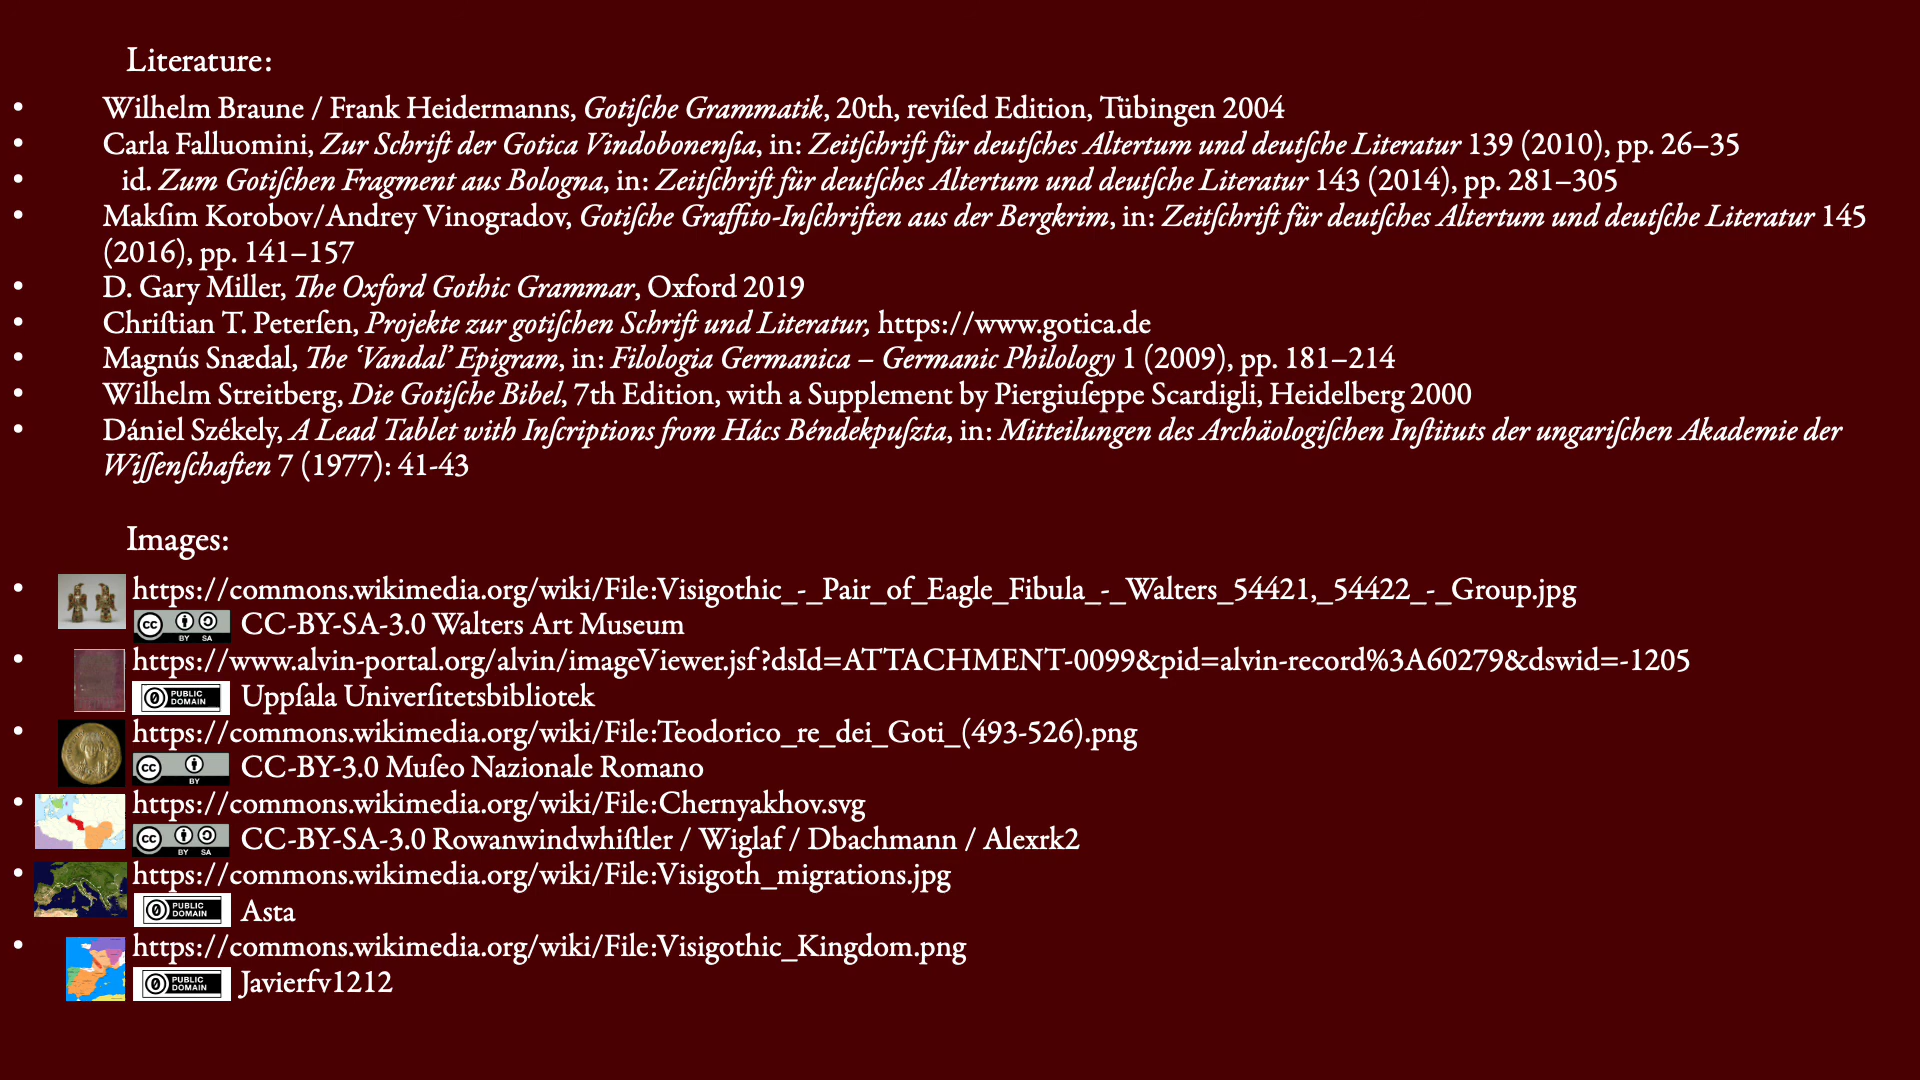 Literature:
• Wilhelm Braune / Frank Heidermanns, Gotiſche Grammatik, 20th, reviſed Edition, Tübingen 2004
• Carla Falluomini, Zur Schrift der Gotica Vindobonenſia, in: Zeitſchrift für deutſches Altertum und deutſche Literatur 139 (2010), pp. 26–35
• id. Zum Gotiſchen Fragment aus Bologna, in: Zeitſchrift für deutſches Altertum und deutſche Literatur 143 (2014), pp. 281–305
• Makſim Korobov/Andrey Vinogradov, Gotiſche Graffito-Inſchriften aus der Bergkrim, in: Zeitſchrift für deutſches Altertum und deutſche Literatur 145
(2016), pp. 141–157
• D. Gary Miller, The Oxford Gothic Grammar, Oxford 2019
• Chriſtian T. Peterſen, Projekte zur gotiſchen Schrift und Literatur, https://www.gotica.de
• Magnús Snædal, The ‘Vandal’ Epigram, in: Filologia Germanica – Germanic Philology 1 (2009), pp. 181–214
• Wilhelm Streitberg, Die Gotiſche Bibel, 7th Edition, with a Supplement by Piergiuſeppe Scardigli, Heidelberg 2000
• Dániel Székely, A Lead Tablet with Inſcriptions from Hács Béndekpuſzta, in: Mitteilungen des Archäologiſchen Inſtituts der ungariſchen Akademie der
Wiſſenſchaften 7 (1977): 41-43
Images:
• https://commons.wikimedia.org/wiki/File:Visigothic_-_Pair_of_Eagle_Fibula_-_Walters_54421,_54422_-_Group.jpg
cc BY SA CC-BY-SA-3.0 Walters Art Museum
• https://www.alvin-portal.org/alvin/imageViewer.jsf?dsId=ATTACHMENT-0099&pid=alvin-record%3A60279&dswid=-1205
PUBLIC DOMAIN Uppſala Univerſitetsbibliotek
• https://commons.wikimedia.org/wiki/File:Teodorico_re_dei_Goti_(493-526).png
cc BY CC-BY-3.0 Muſeo Nazionale Romano
• https://commons.wikimedia.org/wiki/File:Chernyakhov.svg
cc BY SA CC-BY-SA-3.0 Rowanwindwhiſtler / Wiglaf / Dbachmann / Alexrk2
• https://commons.wikimedia.org/wiki/File:Visigoth_migrations.jpg
PUBLIC DOMAIN Asta
• https://commons.wikimedia.org/wiki/File:Visigothic_Kingdom.png
PUBLIC DOMAIN Javierfv1212